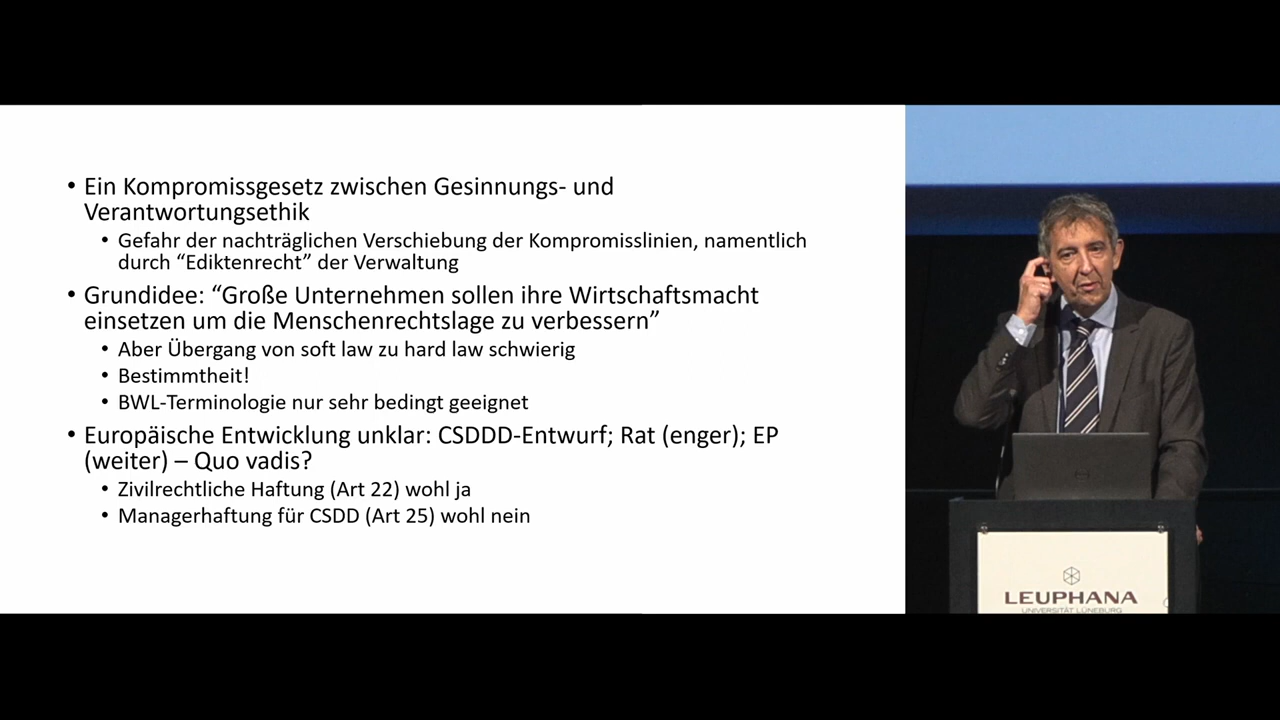 • Ein Kompromissgesetz zwischen Gesinnungs- und
Verantwortungsethik
• Gefahr der nachträglichen Verschiebung der Kompromisslinien, namentlich
durch “Ediktenrecht” der Verwaltung
• Grundidee: “Große Unternehmen sollen ihre Wirtschaftsmacht
einsetzen um die Menschenrechtslage zu verbessern”
• Aber Übergang von soft law zu hard law schwierig
• Bestimmtheit!
• BWL-Terminologie nur sehr bedingt geeignet
• Europäische Entwicklung unklar: CSDDD-Entwurf; Rat (enger); EP
(weiter) – Quo vadis?
• Zivilrechtliche Haftung (Art 22) wohl ja
• Managerhaftung für CSDD (Art 25) wohl nein
LEUPHANA
UNIVERSITÄT LÜNEBURG